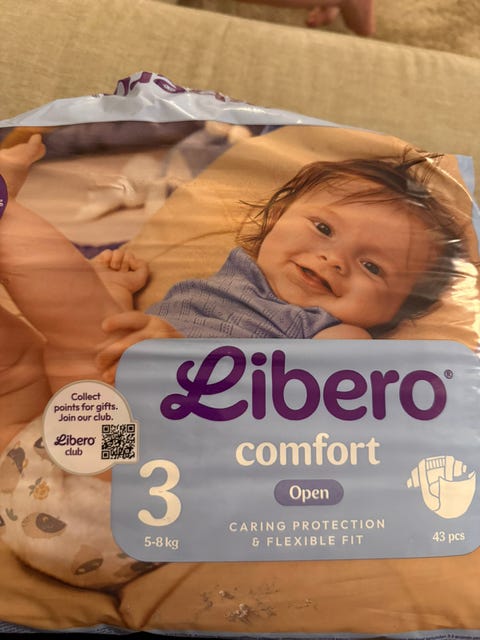 Collect
points for gifts.
Join our club.
Libero
club
Libero®
comfort
Open
3
5-8 kg
CARING PROTECTION
& FLEXIBLE FIT
43 pcs